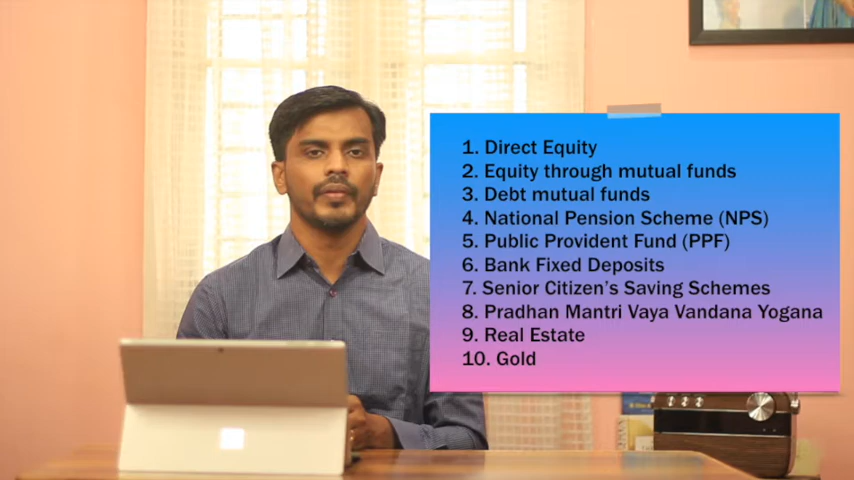 1. Direct Equity
2. Equity through mutual funds
3. Debt mutual funds
4. National Pension Scheme (NPS)
5. Public Provident Fund (PPF)
6. Bank Fixed Deposits
7. Senior Citizen’s Saving Schemes
8. Pradhan Mantri Vaya Vandana Yogana
9. Real Estate
10. Gold